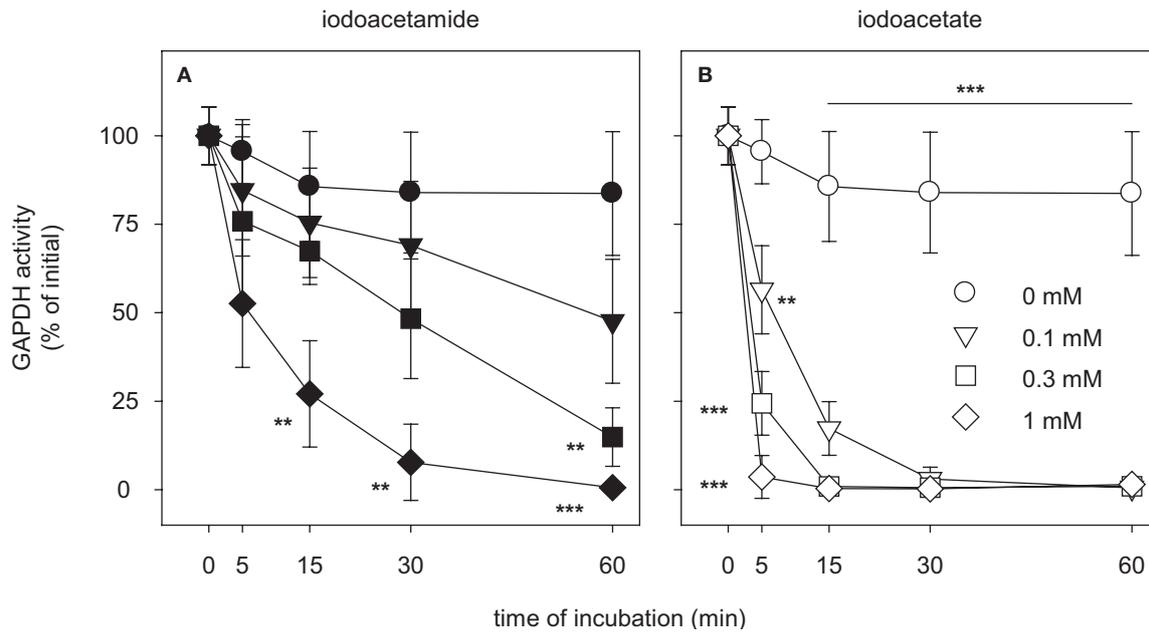 iodoacetamide
iodoacetate
A
B
***
100
75
50
25
0
GAPDH activity
(% of initial)
**
**
**
***
**
***
***
0 mM
0.1 mM
0.3 mM
1 mM
0 5 15 30 60
0 5 15 30 60
time of incubation (min)